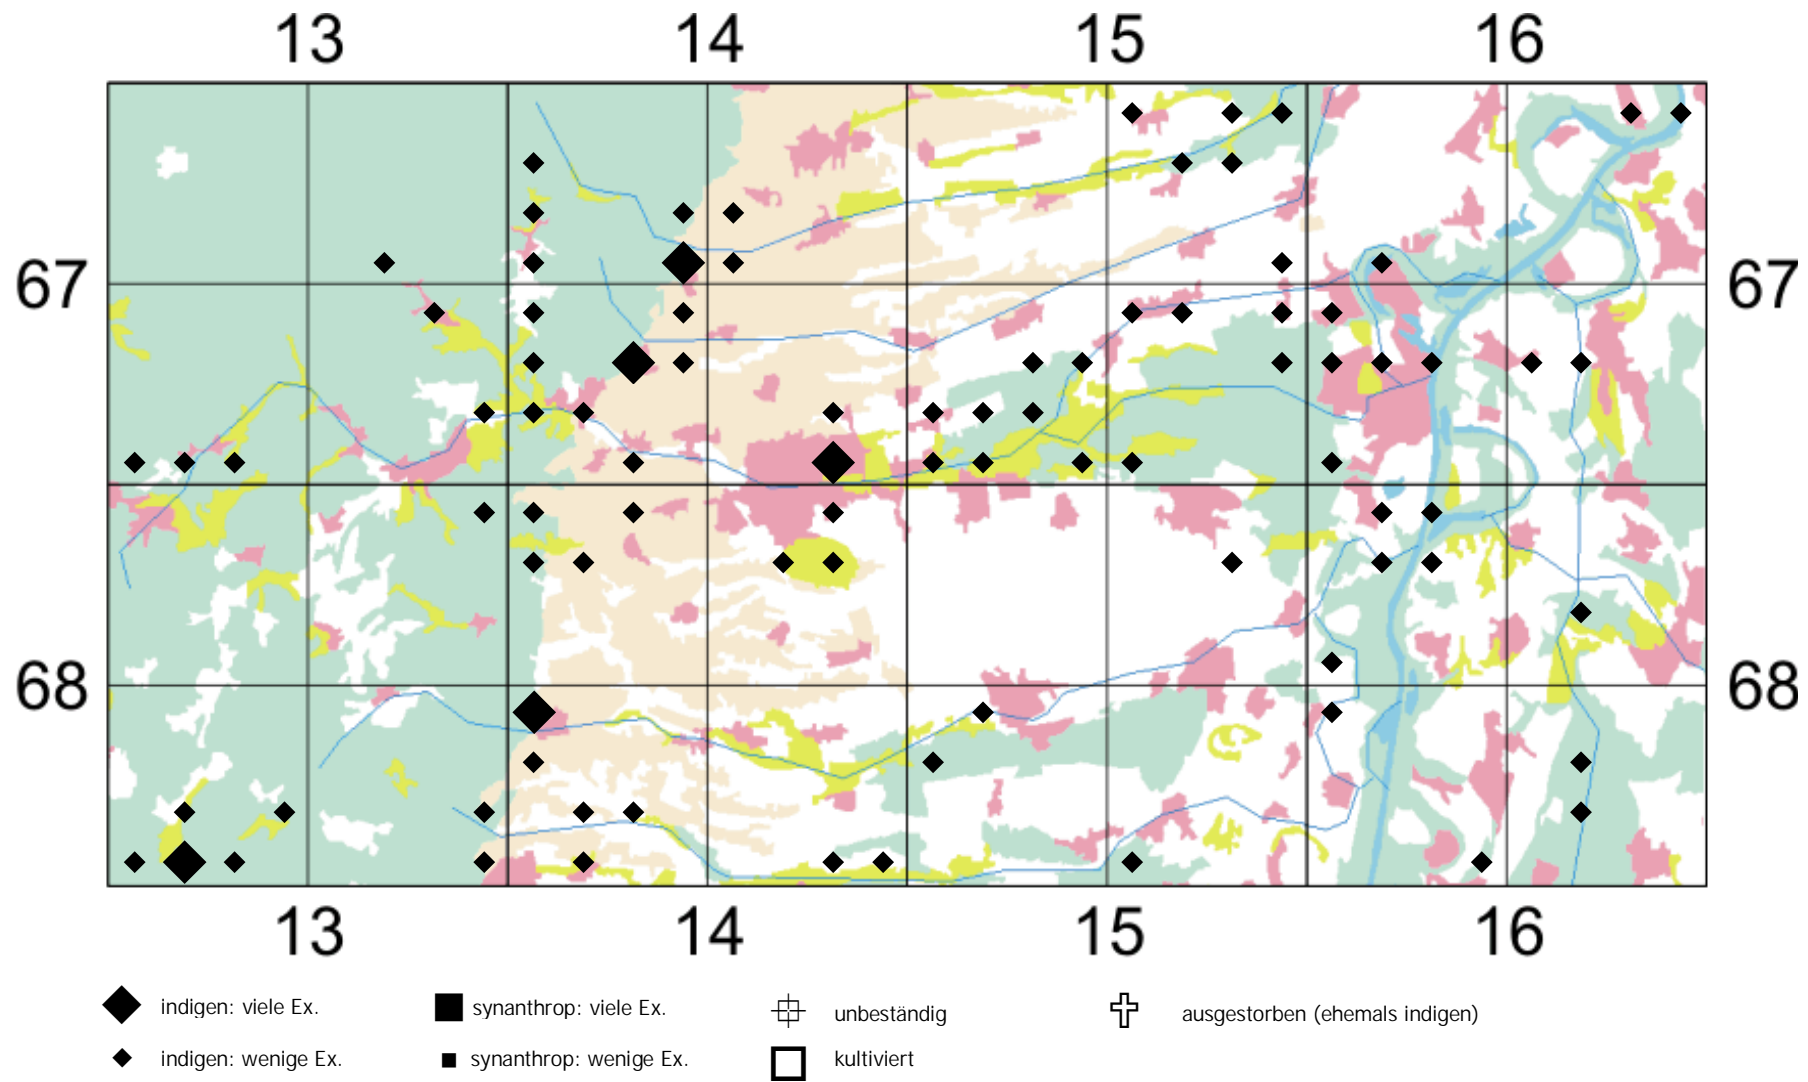 13 14 15 16
67 67
68 68
13 14 15 16
indigen: viele Ex. synanthrop: viele Ex. unbeständig ausgestorben (ehemals indigen)
indigen: wenige Ex. synanthrop: wenige Ex. kultiviert